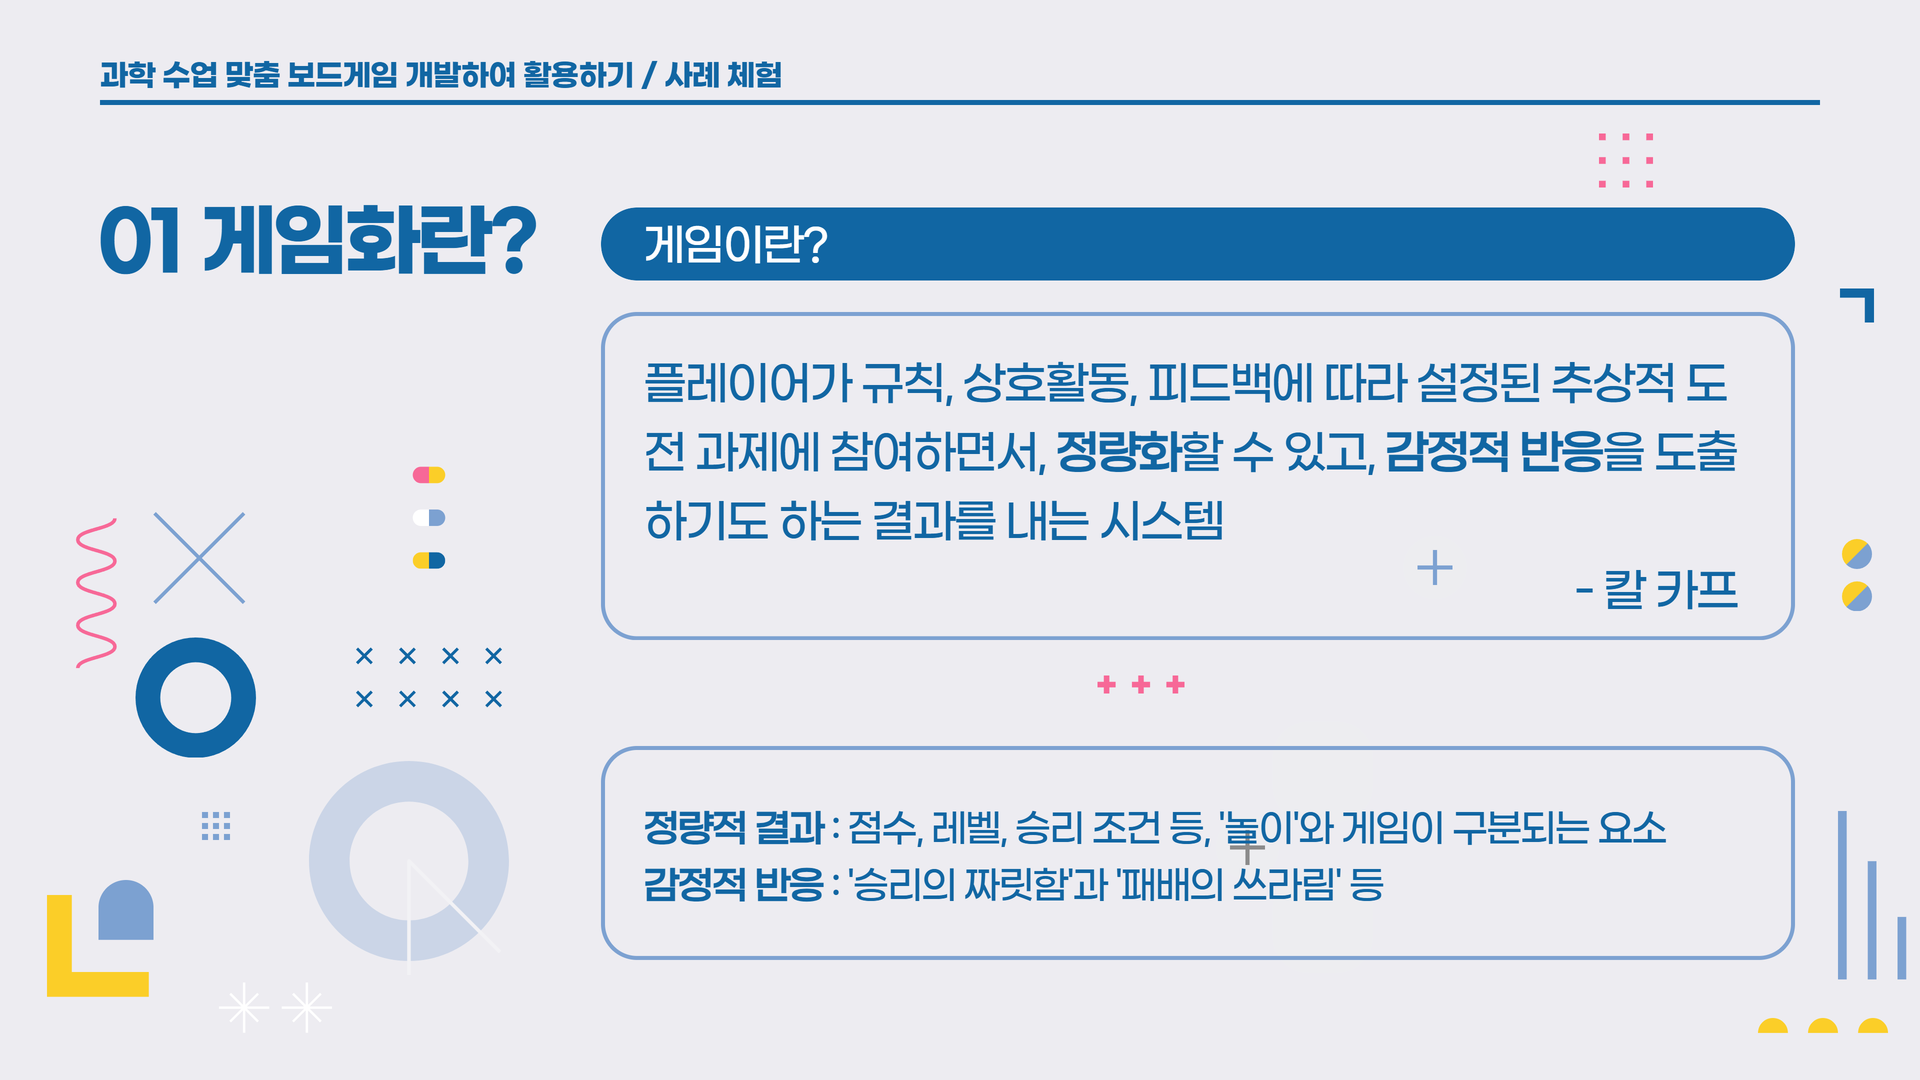 과학 수업 맞춤 보드게임 개발하여 활용하기 / 사례 체험
01 게임화란?
게임이란?
플레이어가 규칙, 상호활동, 피드백에 따라 설정된 추상적 도
전 과제에 참여하면서, 정량화할 수 있고, 감정적 반응을 도출
하기도 하는 결과를 내는 시스템
- 칼 카프
정량적 결과 : 점수, 레벨, 승리 조건 등, '놀이'와 게임이 구분되는 요소
감정적 반응 : '승리의 짜릿함'과 '패배의 쓰라림' 등